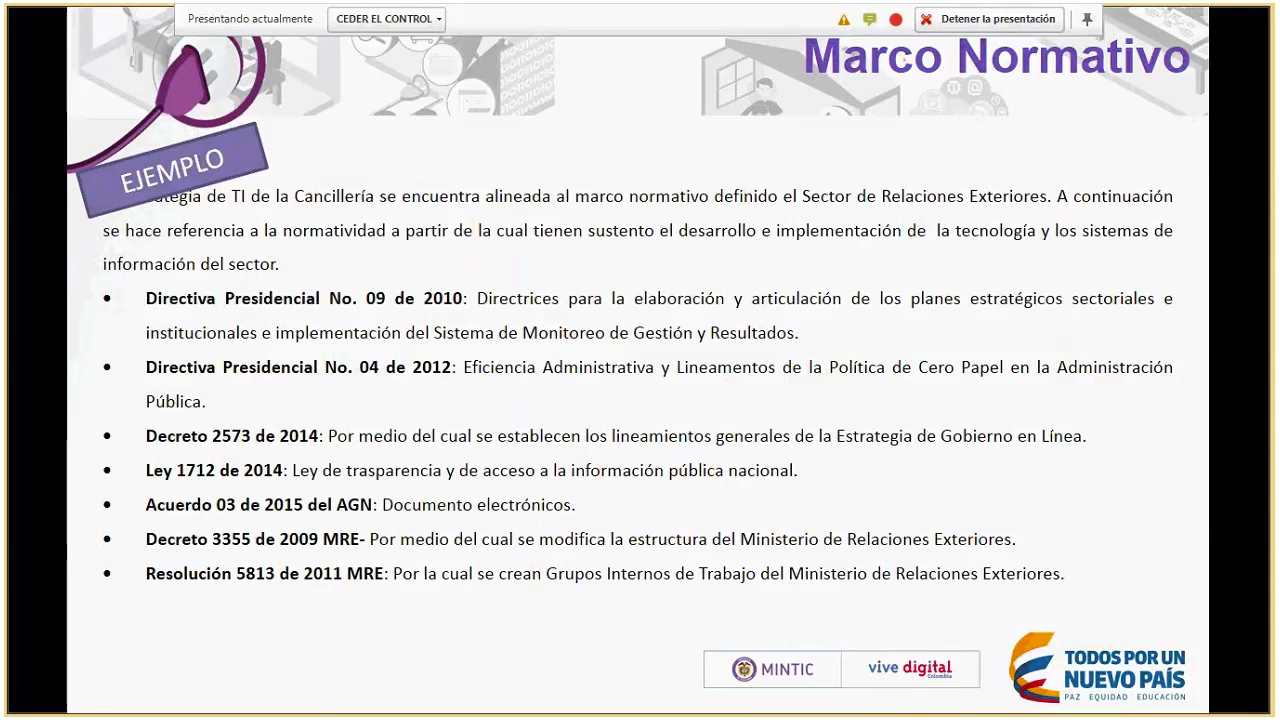 Presentando actualmente
CEDER EL CONTROL
Detener la presentación
Marco Normativo
EJEMPLO
de TI de la Cancillería se encuentra alineada al marco normativo definido el Sector de Relaciones Exteriores. A continuación
se hace referencia a la normatividad a partir de la cual tienen sustento el desarrollo e implementación de la tecnología y los sistemas de
información del sector.
• Directiva Presidencial No. 09 de 2010: Directrices para la elaboración y articulación de los planes estratégicos sectoriales e
institucionales e implementación del Sistema de Monitoreo de Gestión y Resultados.
• Directiva Presidencial No. 04 de 2012: Eficiencia Administrativa y Lineamentos de la Política de Cero Papel en la Administración
Pública.
• Decreto 2573 de 2014: Por medio del cual se establecen los lineamientos generales de la Estrategia de Gobierno en Línea.
• Ley 1712 de 2014: Ley de trasparencia y de acceso a la información pública nacional.
• Acuerdo 03 de 2015 del AGN: Documento electrónicos.
• Decreto 3355 de 2009 MRE- Por medio del cual se modifica la estructura del Ministerio de Relaciones Exteriores.
• Resolución 5813 de 2011 MRE: Por la cual se crean Grupos Internos de Trabajo del Ministerio de Relaciones Exteriores.
MINTIC
vive digital
Colombia
TODOS POR UN
NUEVO PAÍS
PAZ EQUIDAD EDUCACIÓN